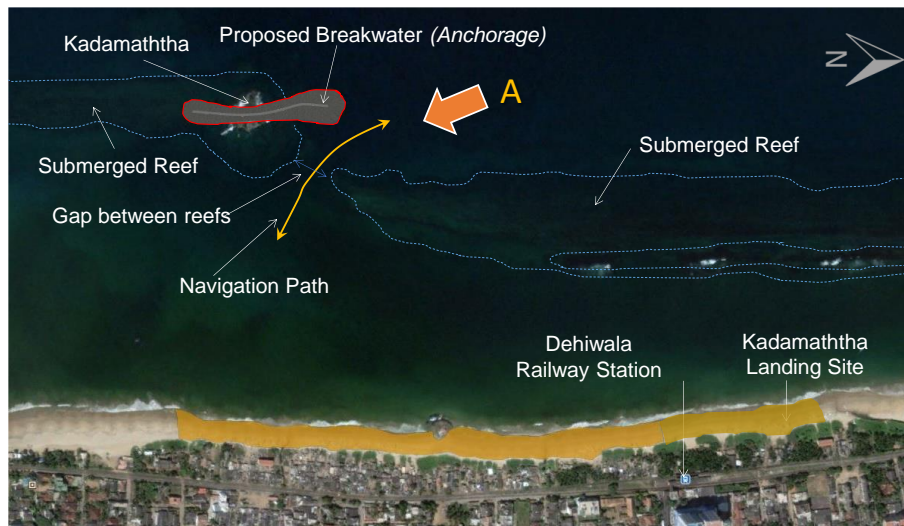 Kadamaththa
Proposed Breakwater (Anchorage)
A
N
Submerged Reef
Submerged Reef
Gap between reefs
Navigation Path
Dehiwala
Railway Station
Kadamaththa
Landing Site